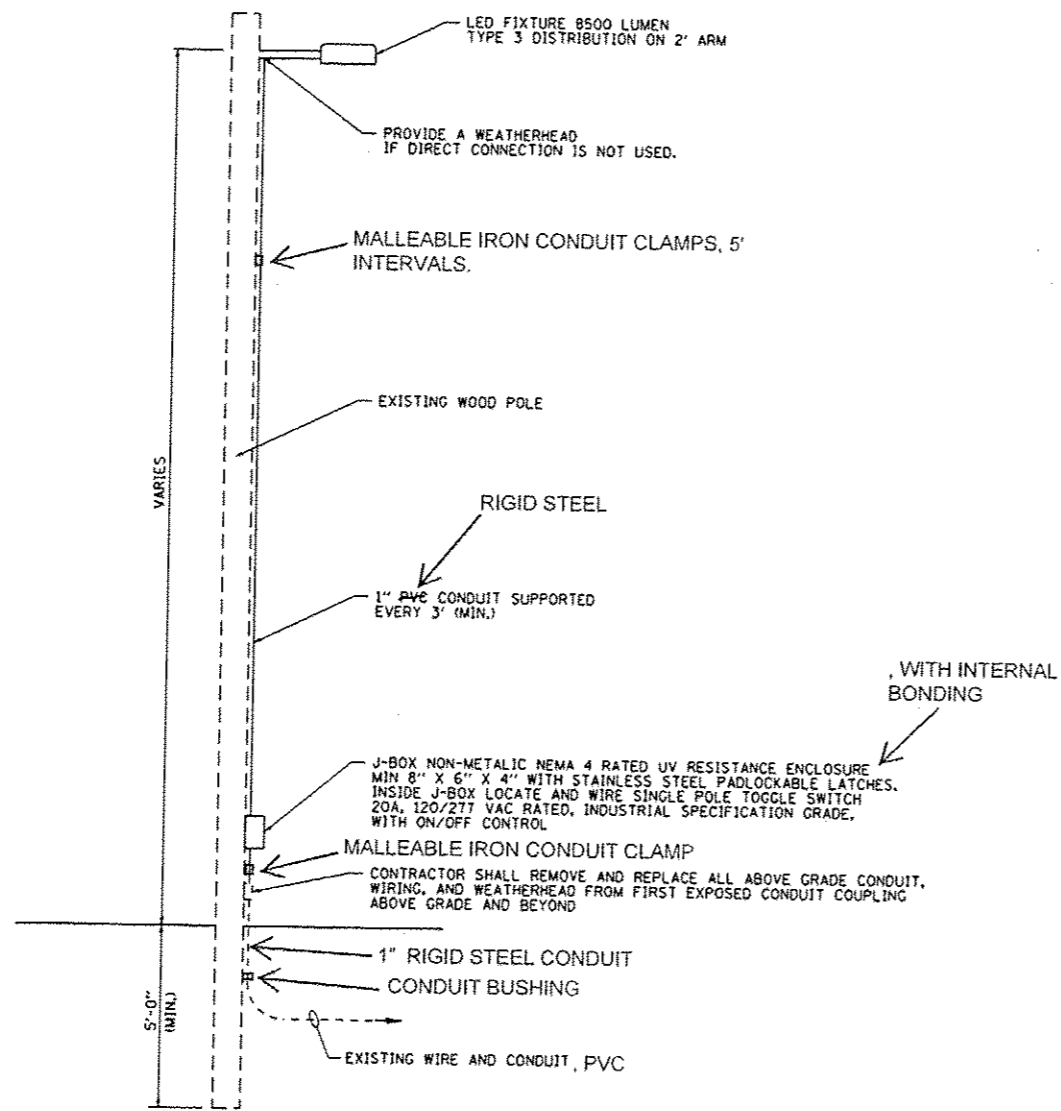 LED FIXTURE 8500 LUMEN
TYPE 3 DISTRIBUTION ON 2' ARM
PROVIDE A WEATHERHEAD
IF DIRECT CONNECTION IS NOT USED.
MALLEABLE IRON CONDUIT CLAMPS, 5'
INTERVALS.
EXISTING WOOD POLE
VARIES
RIGID STEEL
1" PVC CONDUIT SUPPORTED
EVERY 3' (MIN.)
, WITH INTERNAL
BONDING
J-BOX NON-METALIC NEMA 4 RATED UV RESISTANCE ENCLOSURE
MIN 8" X 6" X 4" WITH STAINLESS STEEL PADLOCKABLE LATCHES.
INSIDE J-BOX LOCATE AND WIRE SINGLE POLE TOGGLE SWITCH
20A, 120/277 VAC RATED, INDUSTRIAL SPECIFICATION GRADE,
WITH ON/OFF CONTROL
MALLEABLE IRON CONDUIT CLAMP
CONTRACTOR SHALL REMOVE AND REPLACE ALL ABOVE GRADE CONDUIT,
WIRING, AND WEATHERHEAD FROM FIRST EXPOSED CONDUIT COUPLING
ABOVE GRADE AND BEYOND
1" RIGID STEEL CONDUIT
CONDUIT BUSHING
5'-0"
(MIN.)
EXISTING WIRE AND CONDUIT, PVC